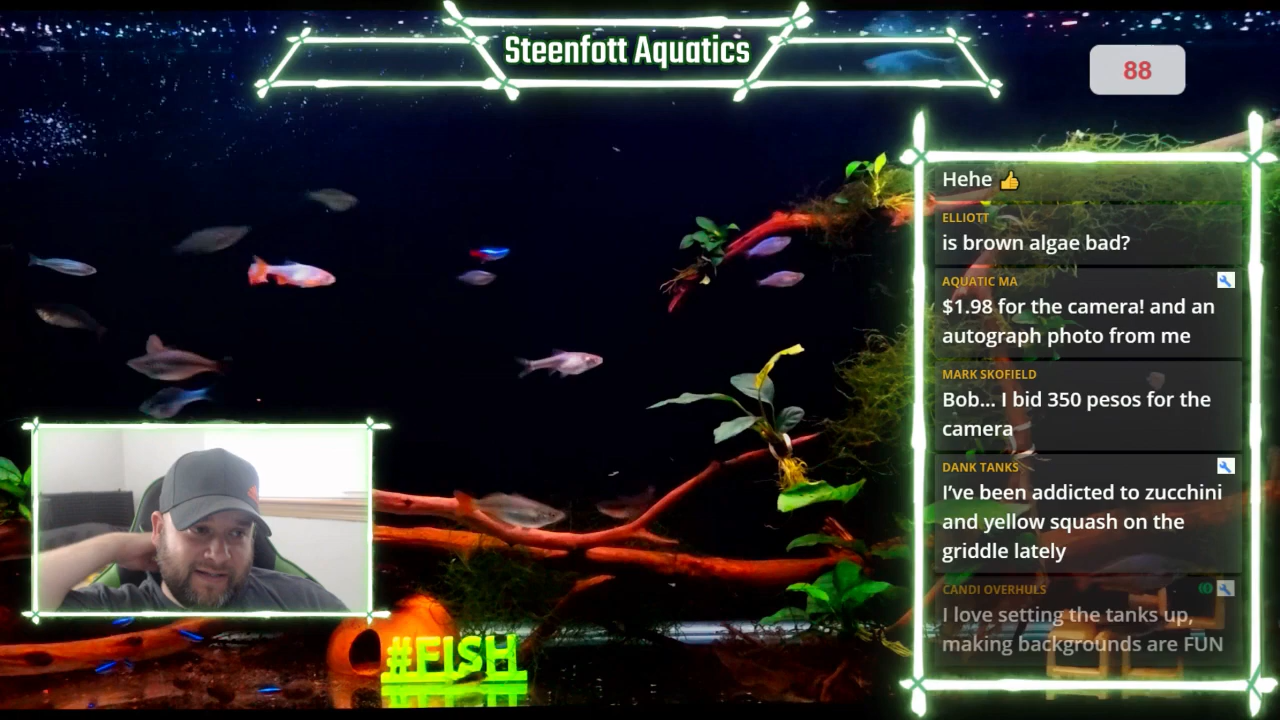 Steenfott Aquatics
88
Hehe 👍
ELLIOTT
is brown algae bad?
AQUATIC MA
$1.98 for the camera! and an
autograph photo from me
MARK SKOFIELD
Bob... I bid 350 pesos for the
camera
DANK TANKS
I've been addicted to zucchini
and yellow squash on the
griddle lately
CANDI OVERHULS
I love setting the tanks up,
making backgrounds are FUN
#FISH